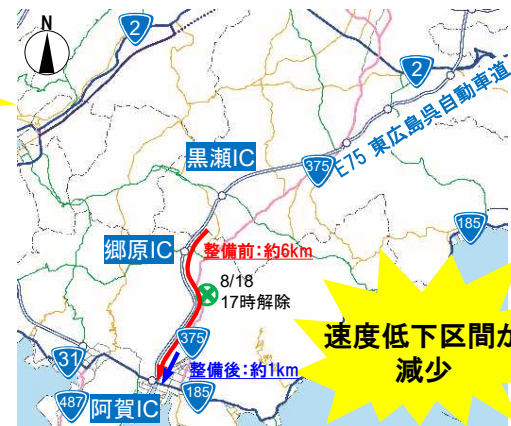 N
2
2
E75 東広島呉自動車道
375
黒瀬IC
185
郷原IC
整備前：約6km
8/18
17時解除
速度低下区間が
減少
375
31
整備後：約1km
185
487
阿賀IC